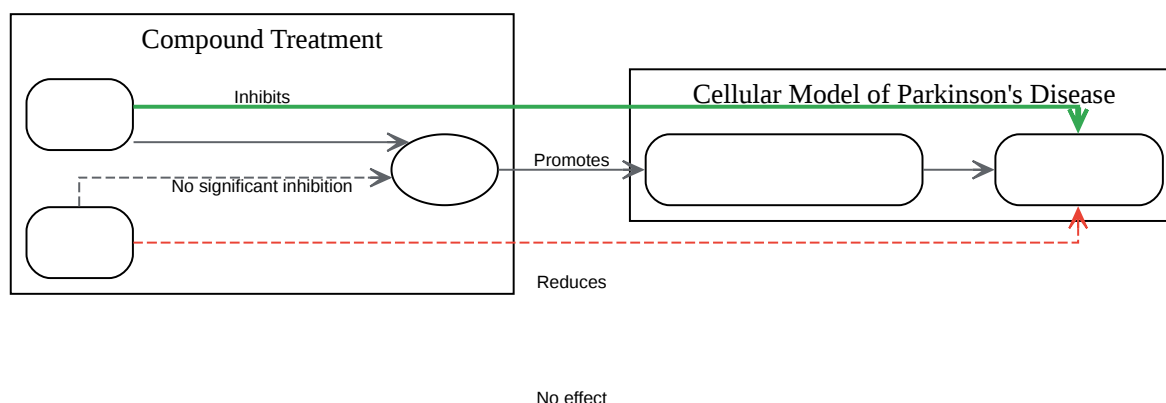 Compound Treatment
Cellular Model of Parkinson's Disease
Inhibits
Promotes
No significant inhibition
Reduces
No effect